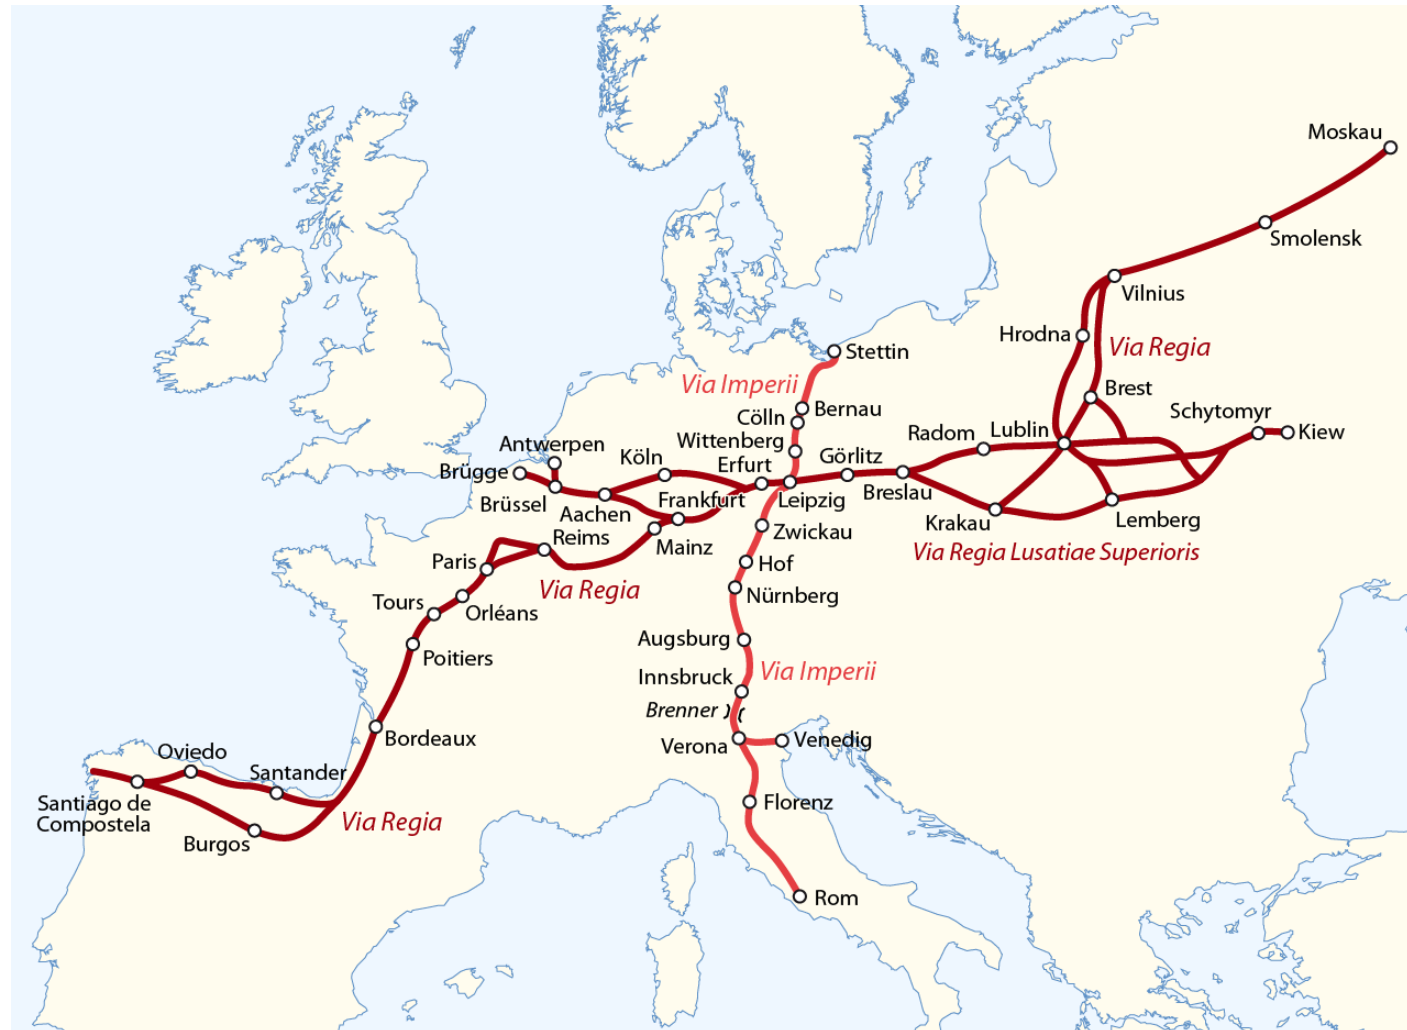 Moskau
Smolensk
Vilnius
Hrodna
Via Regia
Stettin
Via Imperii
Brest
Bernau
Schytomyr
Cölln
Kiew
Radom
Lublin
Wittenberg
Antwerpen
Köln
Erfurt
Görlitz
Brügge
Brüssel
Aachen
Frankfurt
Leipzig
Breslau
Krakau
Lemberg
Zwickau
Reims
Mainz
Via Regia Lusatiae Superioris
Paris
Hof
Via Regia
Nürnberg
Tours
Orléans
Augsburg
Poitiers
Via Imperii
Innsbruck
Brenner
Bordeaux
Verona
Venedig
Oviedo
Santander
Santiago de
Compostela
Florenz
Via Regia
Burgos
Rom